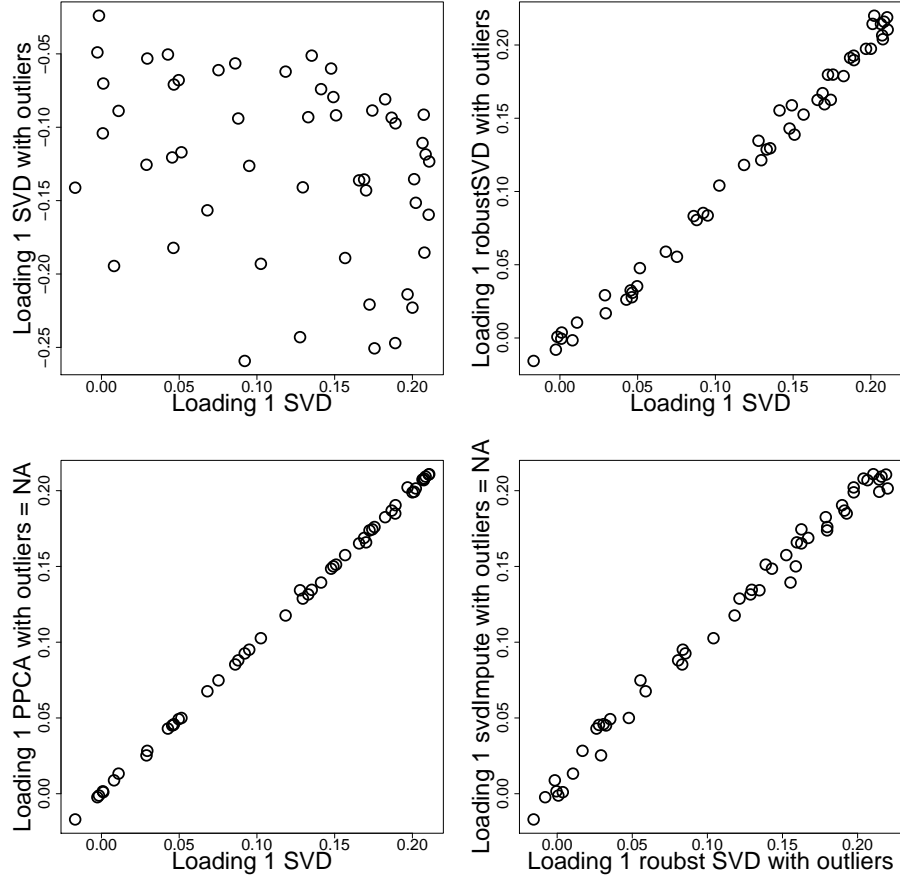 Loading 1 SVD with outliers
−0.05
−0.10
−0.15
−0.20
−0.25
0.00 0.05 0.10 0.15 0.20
Loading 1 SVD
Loading 1 robustSVD with outliers
0.20
0.15
0.10
0.05
0.00
0.00 0.05 0.10 0.15 0.20
Loading 1 SVD
Loading 1 PPCA with outliers = NA
0.20
0.15
0.10
0.05
0.00
0.00 0.05 0.10 0.15 0.20
Loading 1 SVD
Loading 1 svdImpute with outliers = NA
0.20
0.15
0.10
0.05
0.00
0.00 0.05 0.10 0.15 0.20
Loading 1 roubst SVD with outliers